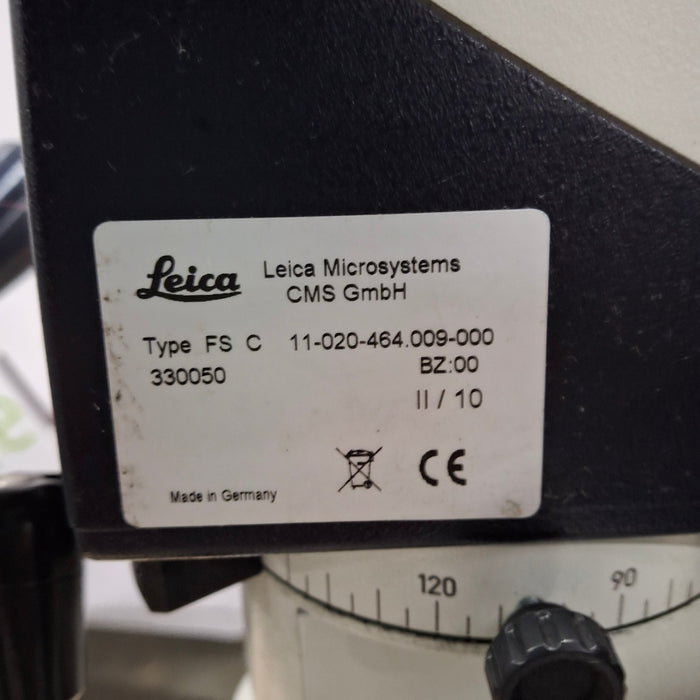 Leica Leica Microsystems
CMS GmbH
Type FS C 11-020-464.009-000
330050 BZ:00
II / 10
CE
Made in Germany
120 90